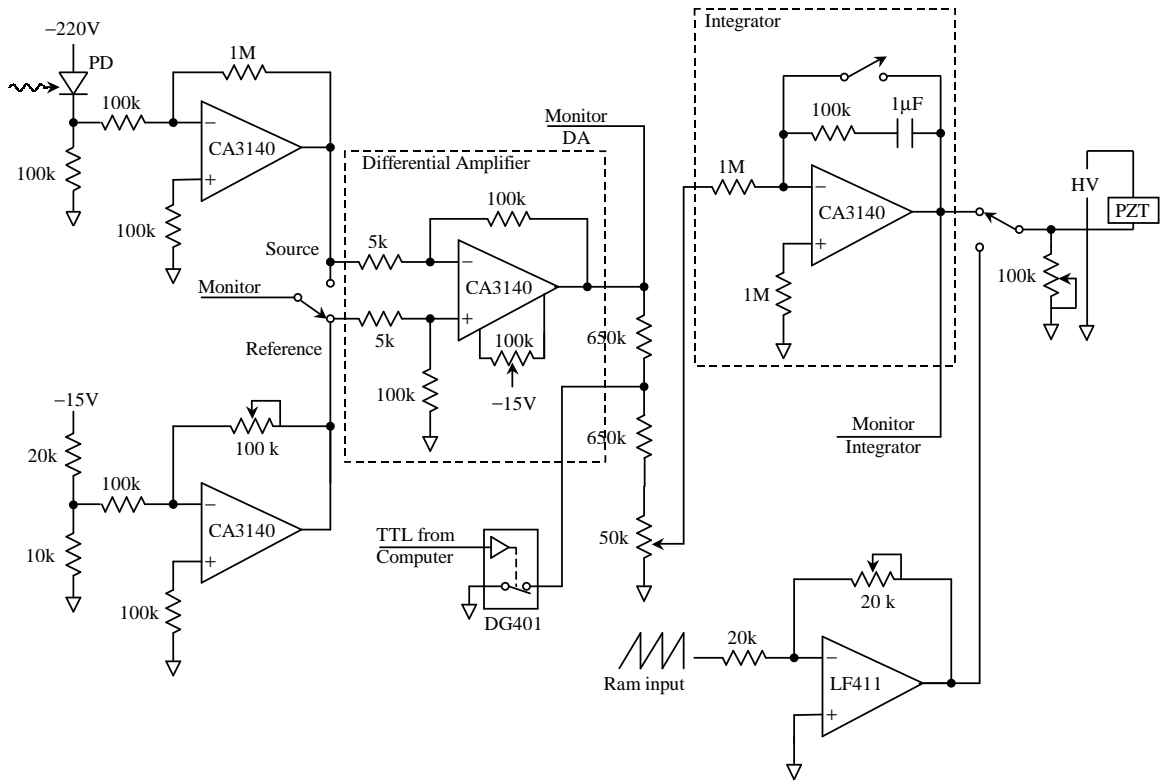 −220V
PD
100k
100k
1M
−
+
CA3140
100k
Source
Monitor
Reference
−15V
20k
10k
100k
100 k
−
+
CA3140
100k
Differential Amplifier
5k
5k
100k
−
+
CA3140
100k
−15V
100k
Monitor
DA
650k
650k
50k
TTL from
Computer
DG401
Integrator
1M
100k
1µF
−
+
CA3140
1M
Monitor
Integrator
HV
PZT
100k
Ram input
20k
20 k
−
+
LF411